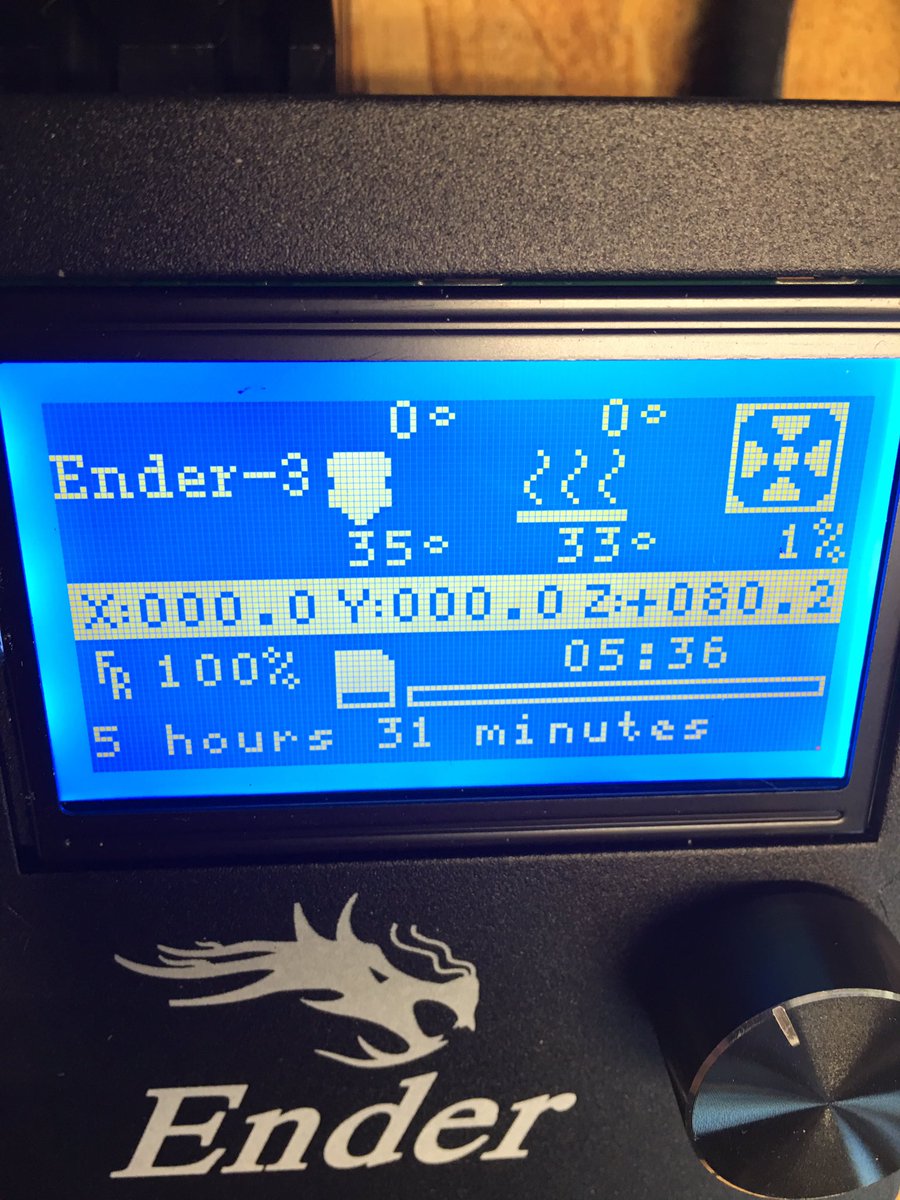 0° 0°
Ender-3
35° 33° 1%
X:000.0 Y:000.0 Z:+080.2
FR 100% 05:36
5 hours 31 minutes
Ender